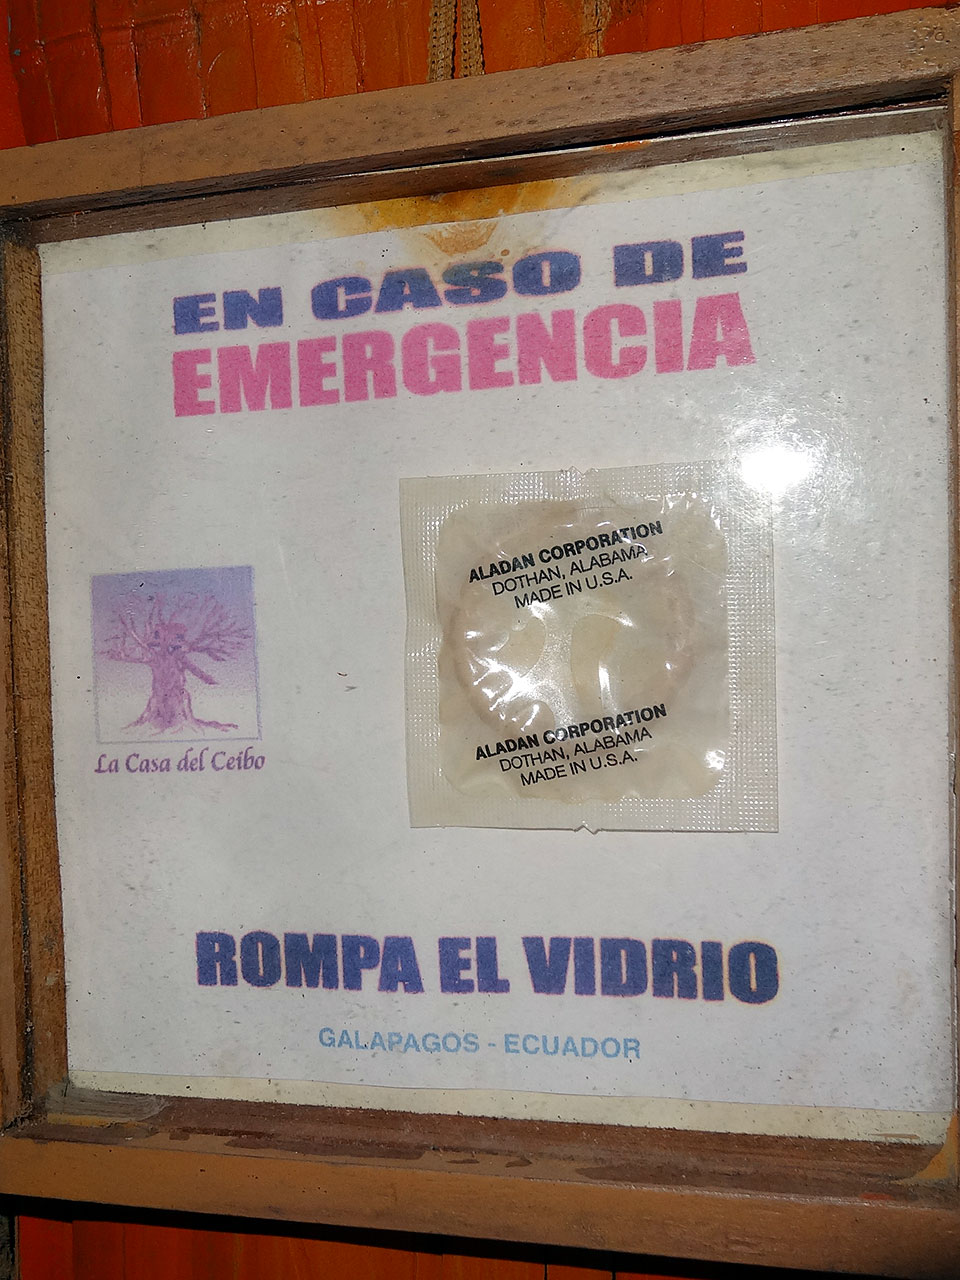 EN CASO DE
EMERGENCIA
ALADAN CORPORATION
DOTHAN, ALABAMA
MADE IN U.S.A.
La Casa del Ceibo
ALADAN CORPORATION
DOTHAN, ALABAMA
MADE IN U.S.A.
ROMPA EL VIDRIO
GALAPAGOS - ECUADOR